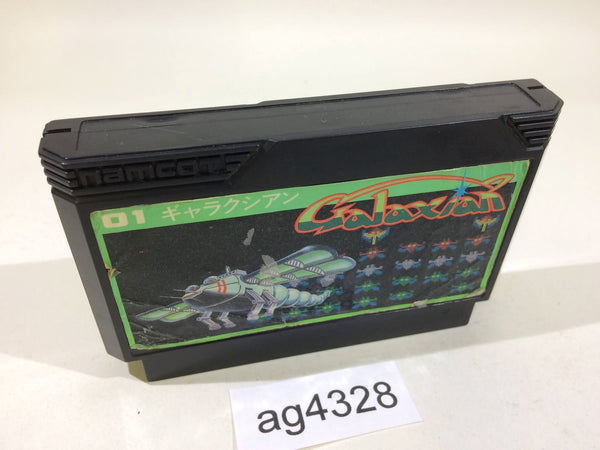 namcot
01 ギャラクシアン
Galaxian
ag4328